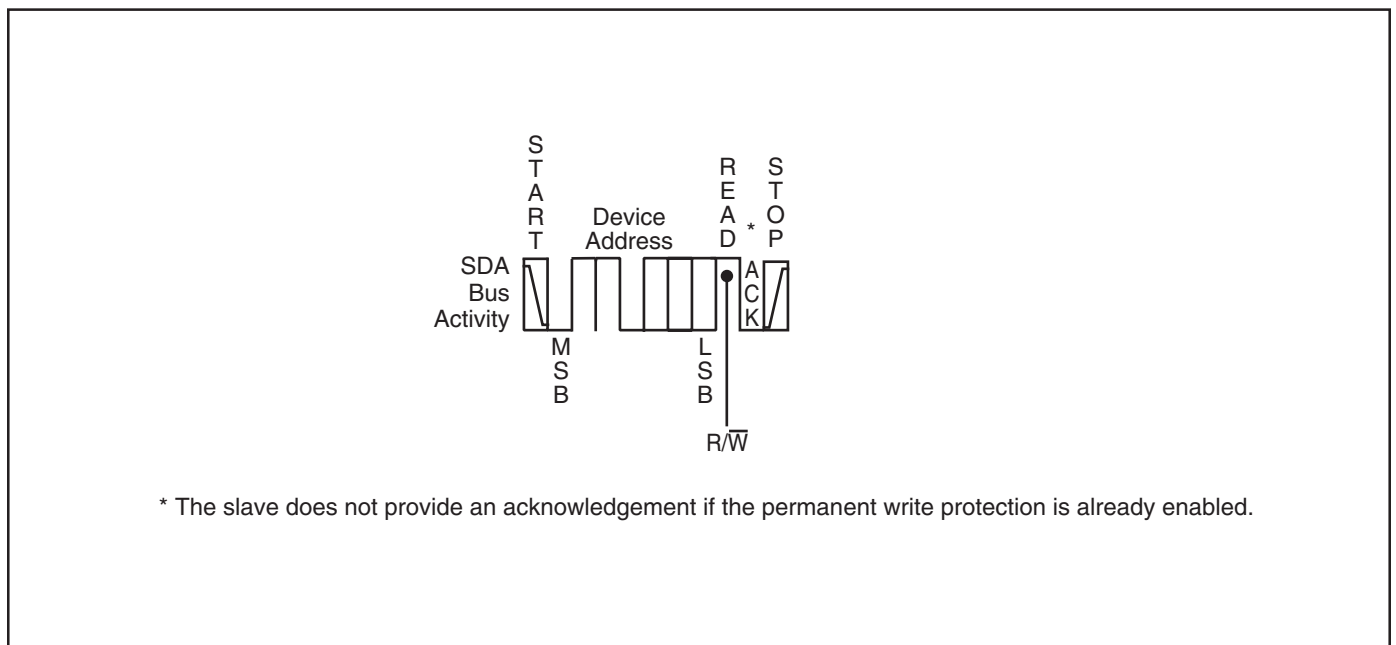 START
READ
*
STOP
Device
Address
SDA
Bus
Activity
ACK
MSB
LSB
R/W̅
* The slave does not provide an acknowledgement if the permanent write protection is already enabled.